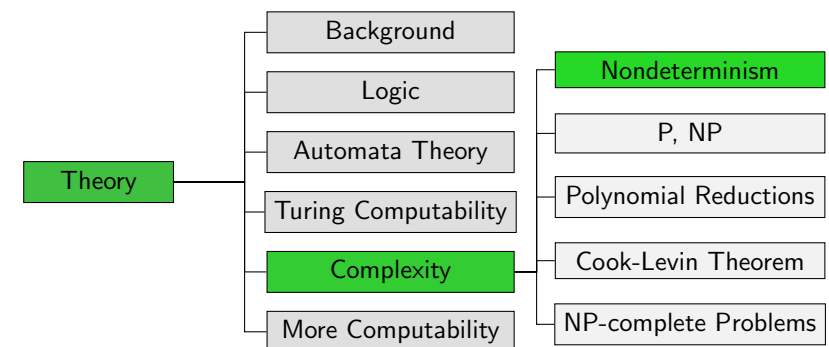 Theory
Background
Logic
Automata Theory
Turing Computability
Complexity
More Computability
Nondeterminism
P, NP
Polynomial Reductions
Cook-Levin Theorem
NP-complete Problems